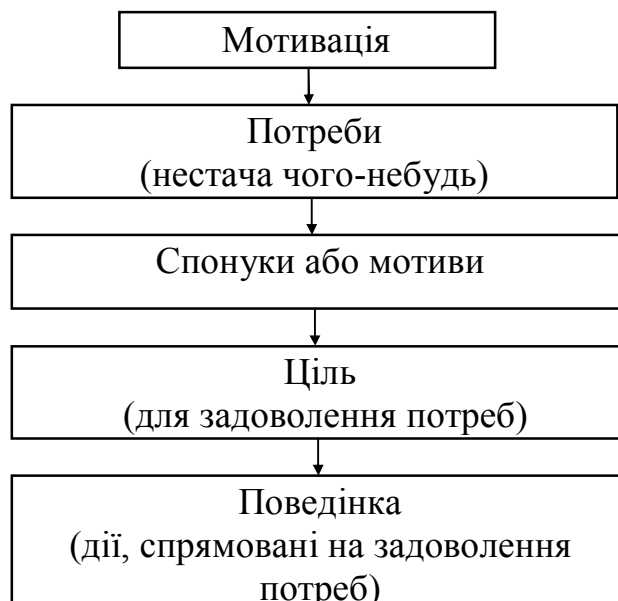 Мотивація
Потреби
(нестача чого-небудь)
Спонуки або мотиви
Ціль
(для задоволення потреб)
Поведінка
(дії, спрямовані на задоволення
потреб)